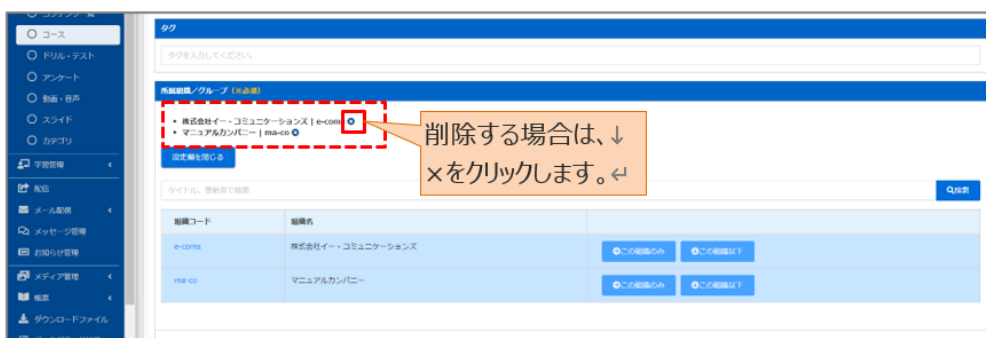 コース
ドリル・テスト
アンケート
動画・音声
スライド
カテゴリ
学習管理
配信
メール配信
メッセージ管理
お知らせ管理
メディア管理
帳票
ダウンロードファイル
タグ
タグを入力してください。
所属組織/グループ (※必須)
・ 株式会社イー・コミュニケーションズ | e-com
・ マニュアルカンパニー | ma-co
設定欄を閉じる
削除する場合は、↓
×をクリックします。↵
タイトル、更新者で検索
検索
組織コード 組織名
e-coms 株式会社イー・コミュニケーションズ この組織のみ この組織以下
ma-co マニュアルカンパニー この組織のみ この組織以下